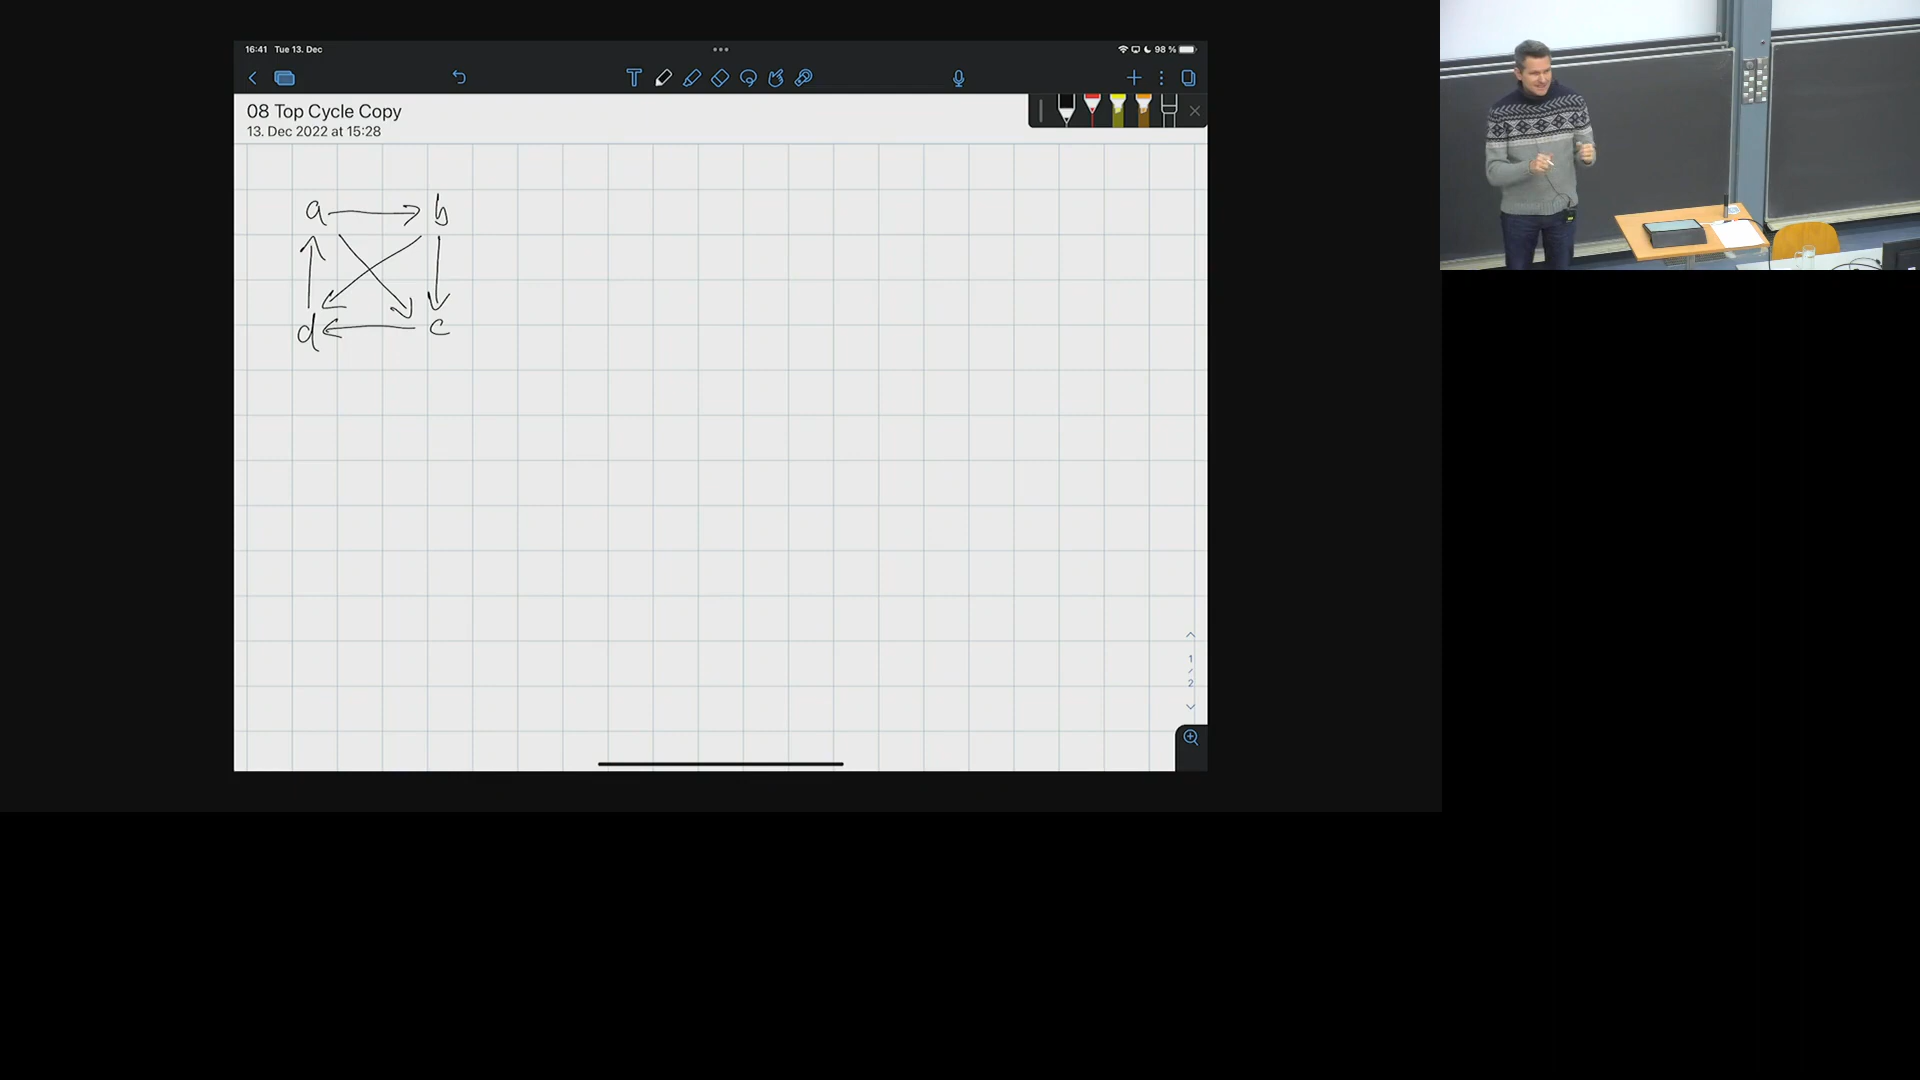 16:41 Tue 13. Dec
98 %
T
08 Top Cycle Copy
13. Dec 2022 at 15:28
a b
d c
1
/
2